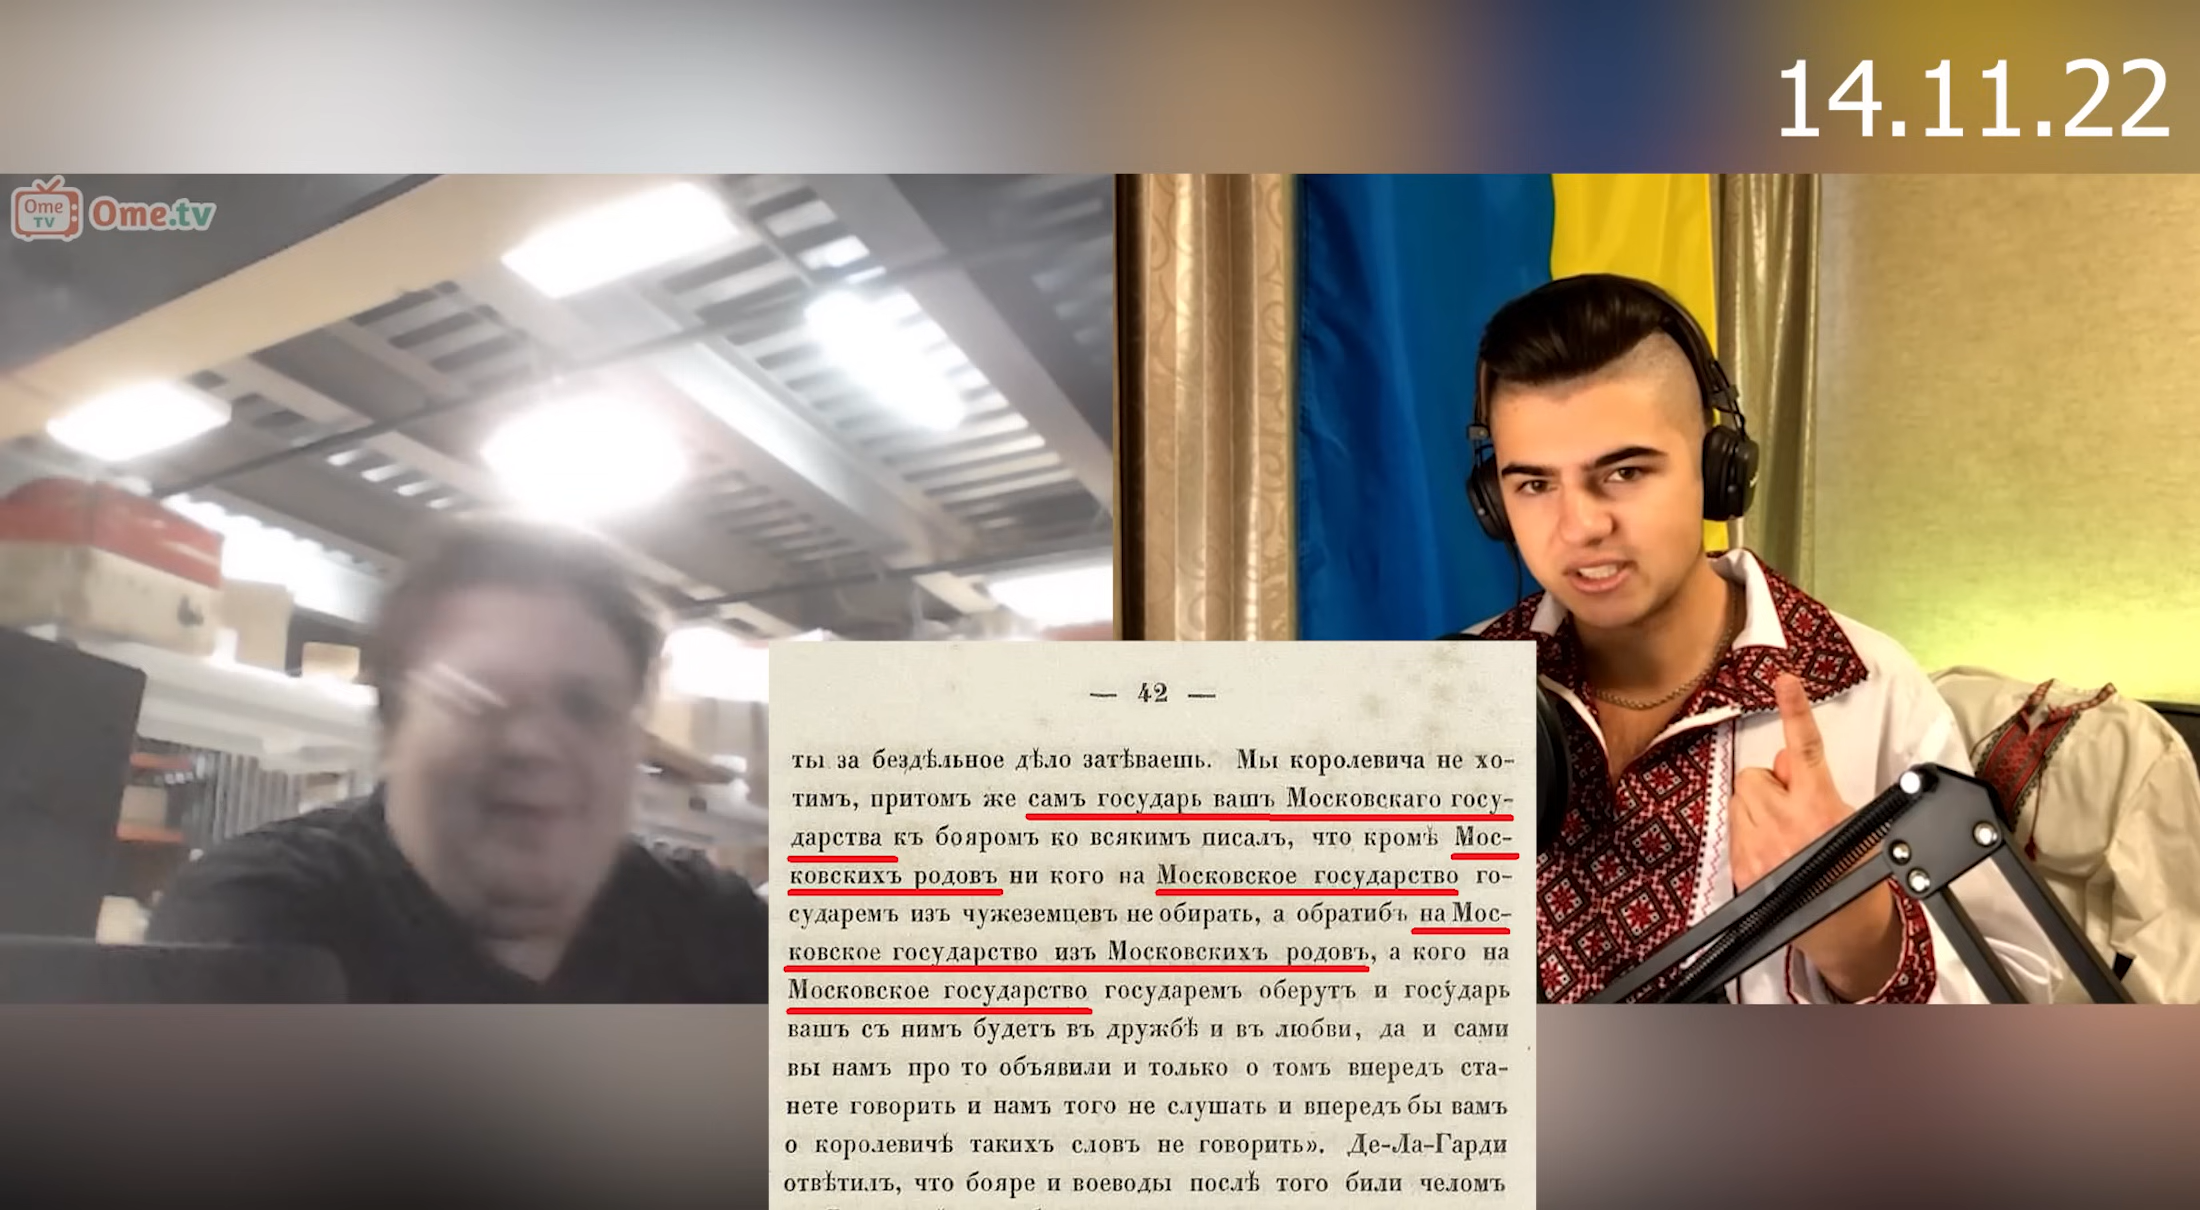 14.11.22
Ome TV Ome.tv
— 42 —
ты за бездѣльное дѣло затѣваешь. Мы королевича не хо-
тимъ, притомъ же самъ государь вашъ Московскаго госу-
дарства къ бояромъ ко всякимъ писалъ, что кромѣ Мос-
ковскихъ родовъ ни кого на Московское государство го-
сударемъ изъ чужеземцевъ не обирать, а обратибъ на Мос-
ковское государство изъ Московскихъ родовъ, а кого на
Московское государство государемъ оберутъ и государь
вашъ съ нимъ будетъ въ дружбѣ и въ любви, да и сами
вы намъ про то объявили и только о томъ впередъ ста-
нете говорить и намъ того не слушать и впередъ бы вамъ
о королевичѣ такихъ словъ не говорить». Де-Ла-Гарди
отвѣтилъ, что бояре и воеводы послѣ того били челомъ